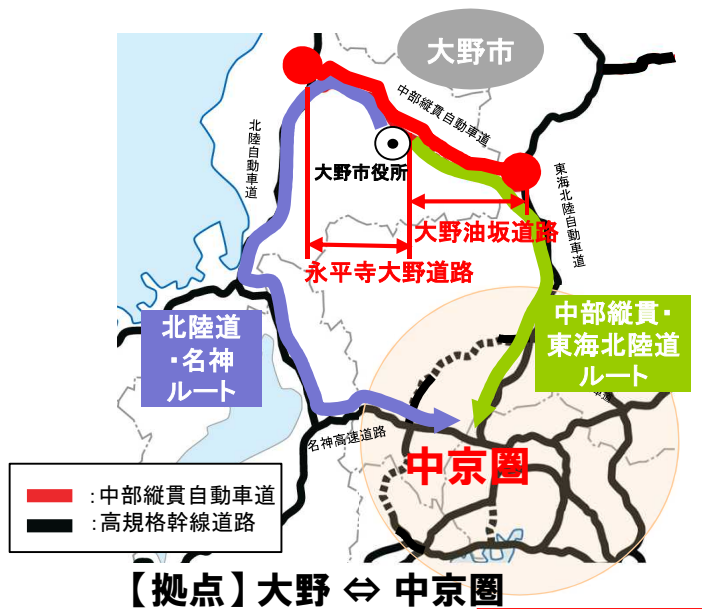 大野市
中部縦貫自動車道
北陸自動車道
大野市役所
東海北陸自動車道
大野油坂道路
永平寺大野道路
北陸道
・名神
ルート
中部縦貫・
東海北陸道
ルート
名神高速道路
中京圏
:中部縦貫自動車道
:高規格幹線道路
【拠点】大野 ⇔ 中京圏